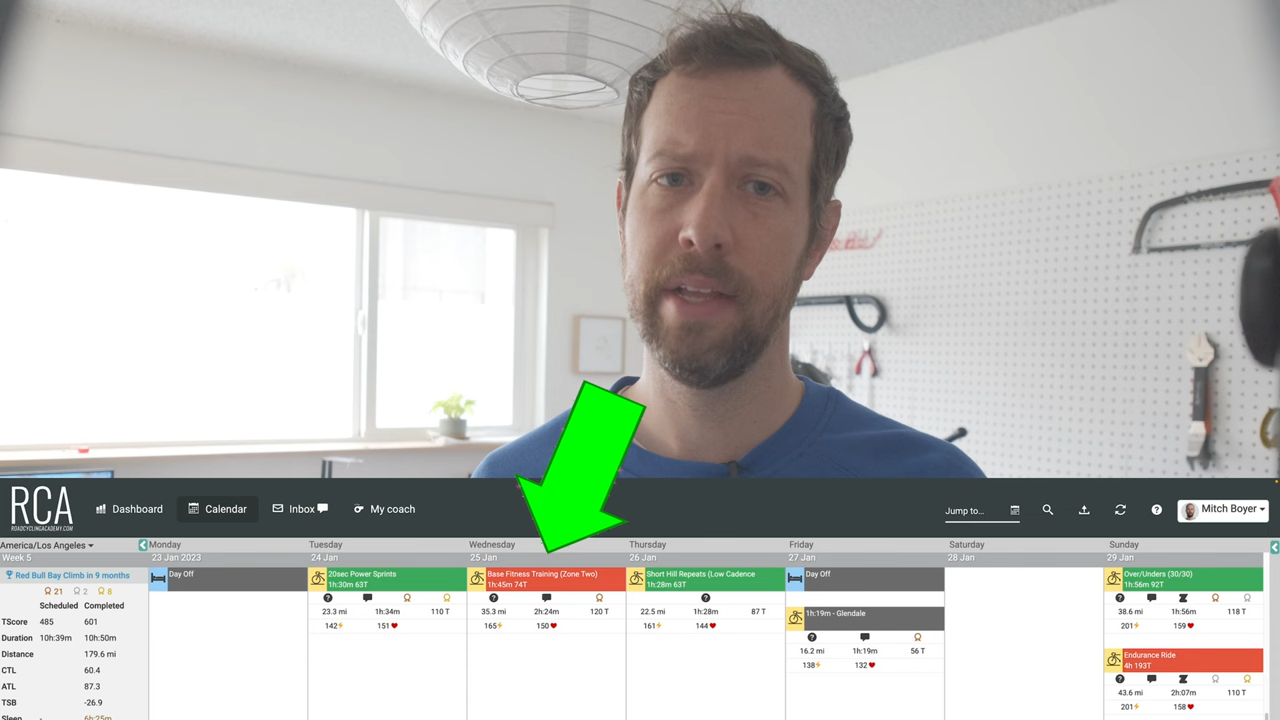 RCA
ROADCYCLINGACADEMY.COM
Dashboard
Calendar
Inbox
My coach
Jump to...
Mitch Boyer
America/Los Angeles
Monday
Tuesday
Wednesday
Thursday
Friday
Saturday
Sunday
Week 5
23 Jan 2023
24 Jan
25 Jan
26 Jan
27 Jan
28 Jan
29 Jan
Red Bull Bay Climb in 9 months
21 2 8
Scheduled Completed
TScore 485 601
Duration 10h:39m 10h:50m
Distance 179.6 mi
CTL 60.4
ATL 87.3
TSB -26.9
Sleep - 6h:25m
Day Off
20sec Power Sprints
1h:30m 63T
23.3 mi 1h:34m 110 T
142 151
Base Fitness Training (Zone Two)
1h:45m 74T
35.3 mi 2h:24m 120 T
165 150
Short Hill Repeats (Low Cadence
1h:28m 63T
22.5 mi 1h:28m 87 T
161 144
Day Off
1h:19m - Glendale
16.2 mi 1h:19m 56 T
138 132
Over/Unders (30/30)
1h:56m 92T
38.6 mi 1h:56m 118 T
201 159
Endurance Ride
4h 193T
43.6 mi 2h:07m 110 T
201 158